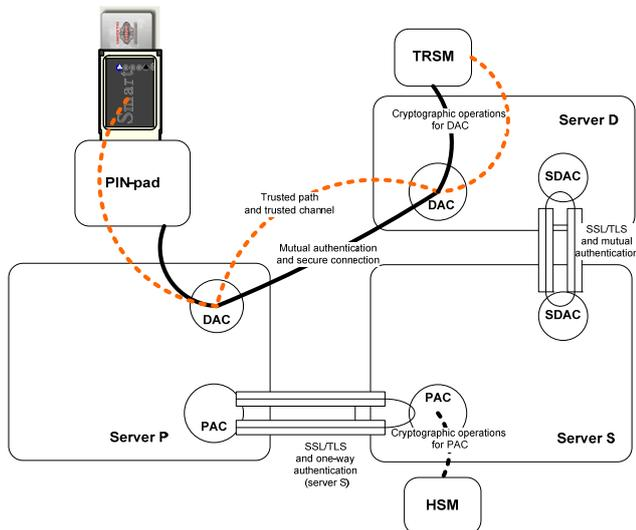 Smart
TRSM
Cryptographic operations
for DAC
Server D
PIN-pad
SDAC
DAC
Trusted path
and trusted channel
SSL/TLS
and mutual
authentication
Mutual authentication
and secure connection
DAC
SDAC
PAC
PAC
Server P
Cryptographic operations
for PAC
Server S
SSL/TLS
and one-way
authentication
(server S)
HSM